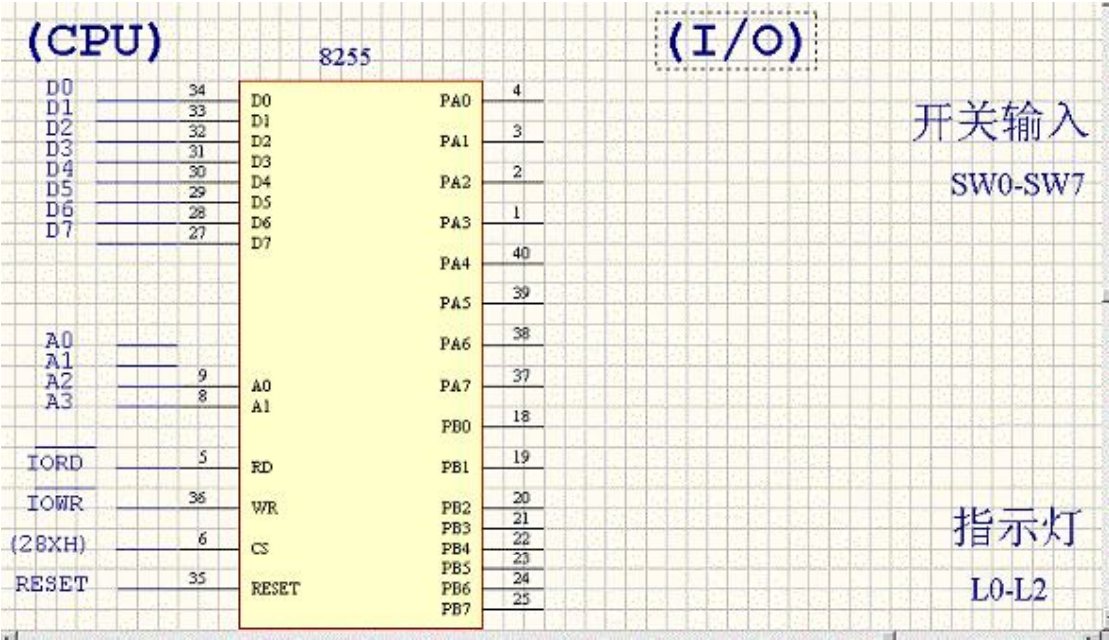 (CPU)
8255
(I/O)
D0
D1
D2
D3
D4
D5
D6
D7
34
33
32
31
30
29
28
27
D0
D1
D2
D3
D4
D5
D6
D7
A0
A1
A2
A3
9
8
A0
A1
IORD
5
RD
IOWR
36
WR
(28XH)
6
CS
RESET
35
RESET
PA0
4
PA1
3
PA2
2
PA3
1
PA4
40
PA5
39
PA6
38
PA7
37
PB0
18
PB1
19
PB2
20
PB3
21
PB4
22
PB5
23
PB6
24
PB7
25
开关输入
SW0-SW7
指示灯
L0-L2